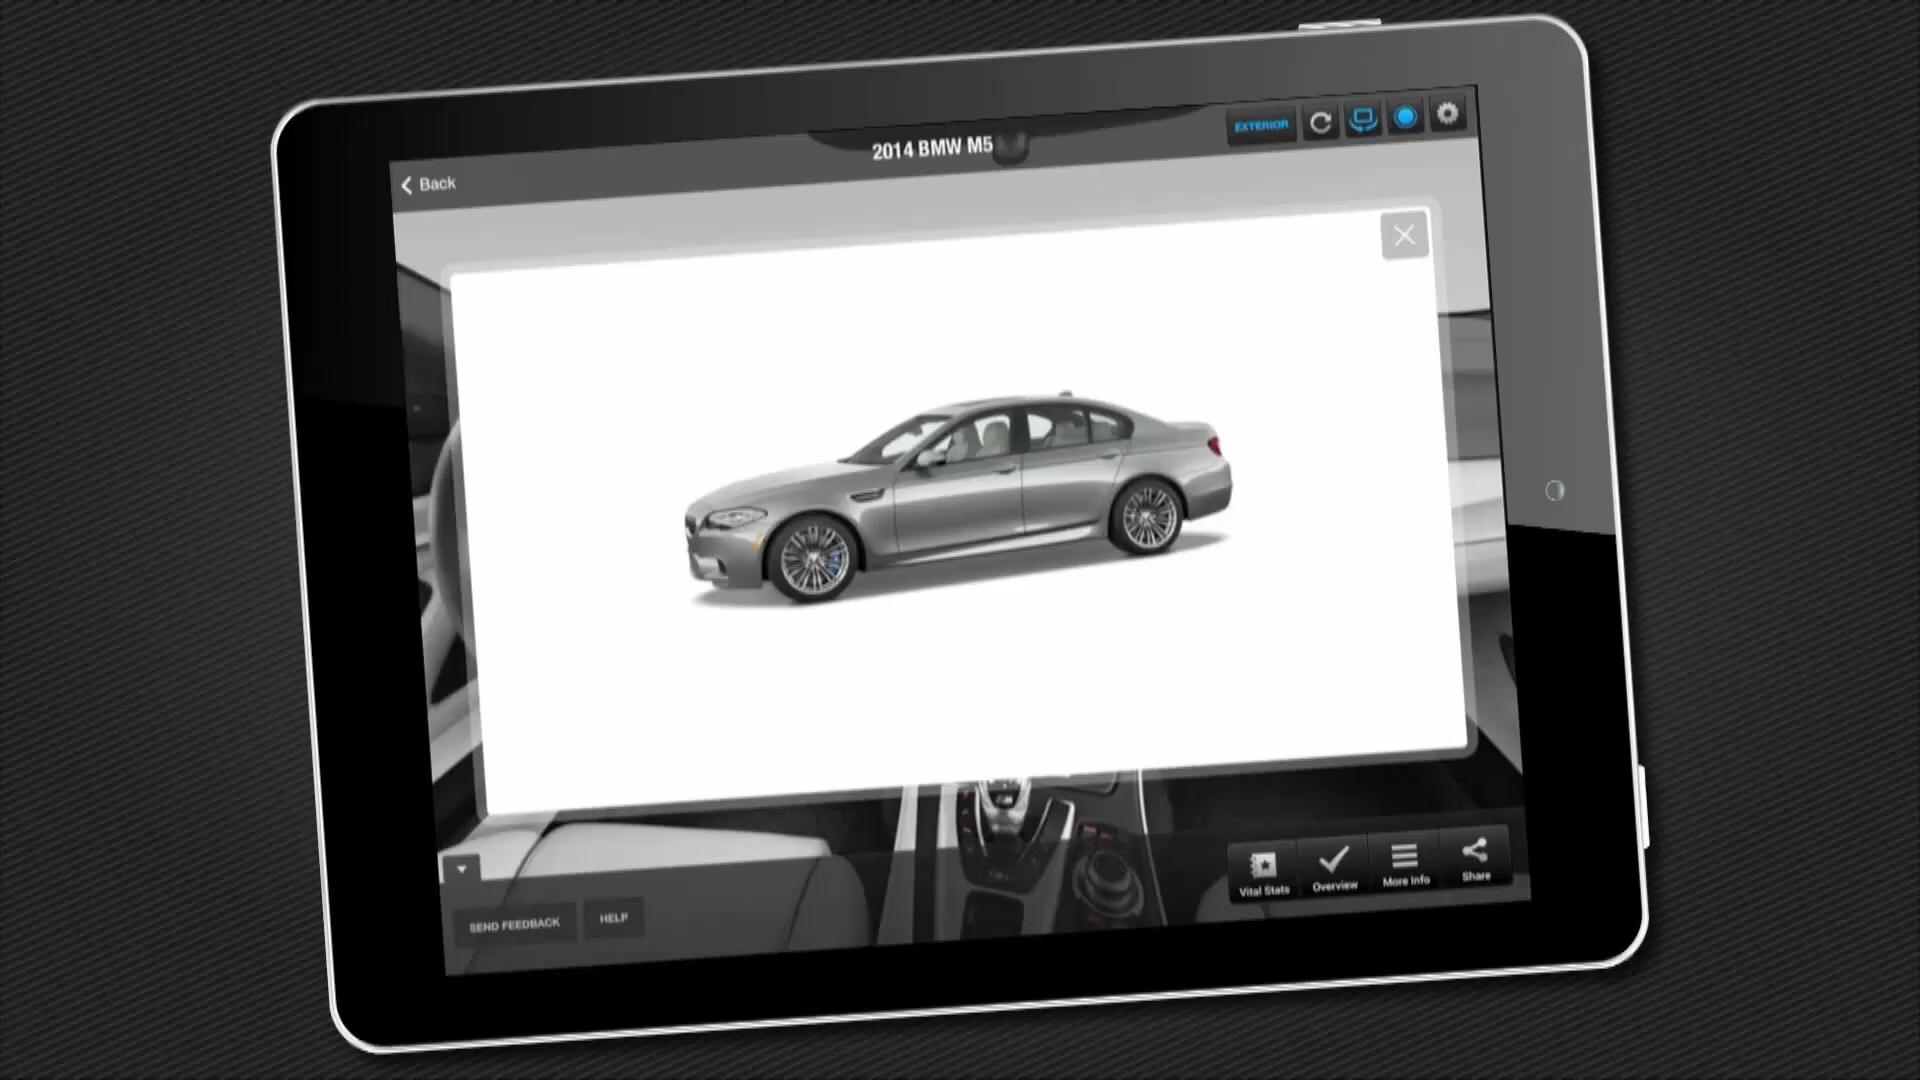 2014 BMW M5
EXTERIOR
Back
Vital Stats
Overview
More Info
Share
SEND FEEDBACK
HELP